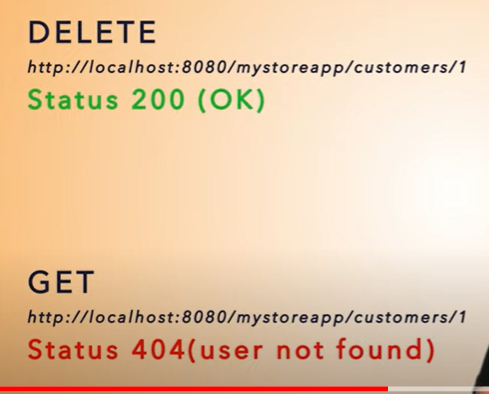 DELETE
http://localhost:8080/mystoreapp/customers/1
Status 200 (OK)
GET
http://localhost:8080/mystoreapp/customers/1
Status 404(user not found)